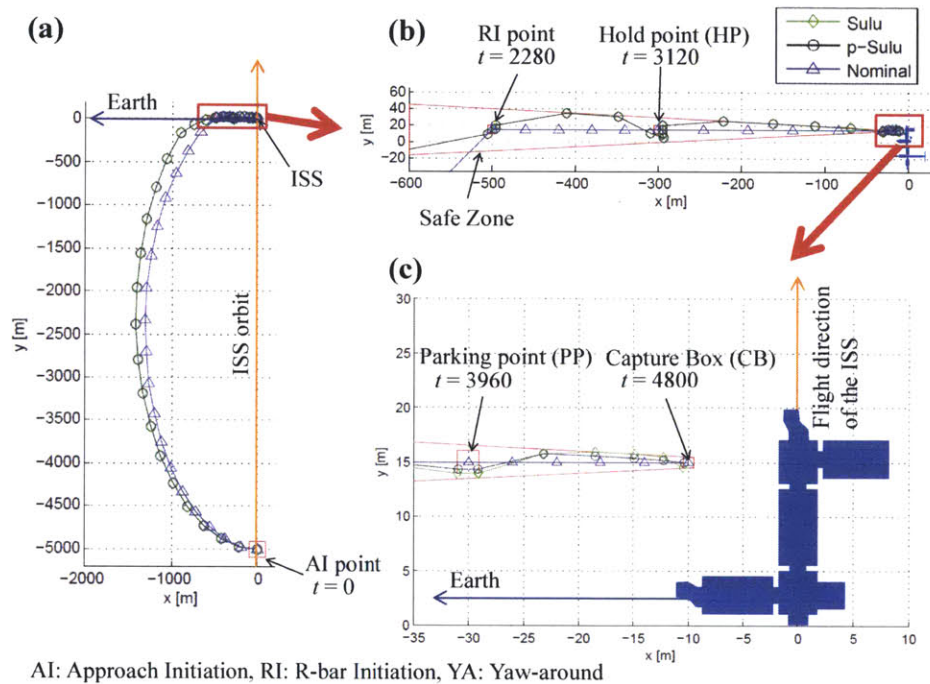 (a)
Earth
ISS
ISS orbit
AI point
t = 0
y [m]
0
−500
−1000
−1500
−2000
−2500
−3000
−3500
−4000
−4500
−5000
−2000
−1000
0
x [m]
(b)
RI point
t = 2280
Hold point (HP)
t = 3120
Sulu
p−Sulu
Nominal
Safe Zone
y [m]
60
40
20
0
−20
−600
−500
−400
−300
−200
−100
0
x [m]
(c)
Parking point (PP)
t = 3960
Capture Box (CB)
t = 4800
Flight direction
of the ISS
Earth
y [m]
30
25
20
15
10
5
0
−35
−30
−25
−20
−15
−10
−5
0
5
10
x [m]
AI: Approach Initiation, RI: R-bar Initiation, YA: Yaw-around